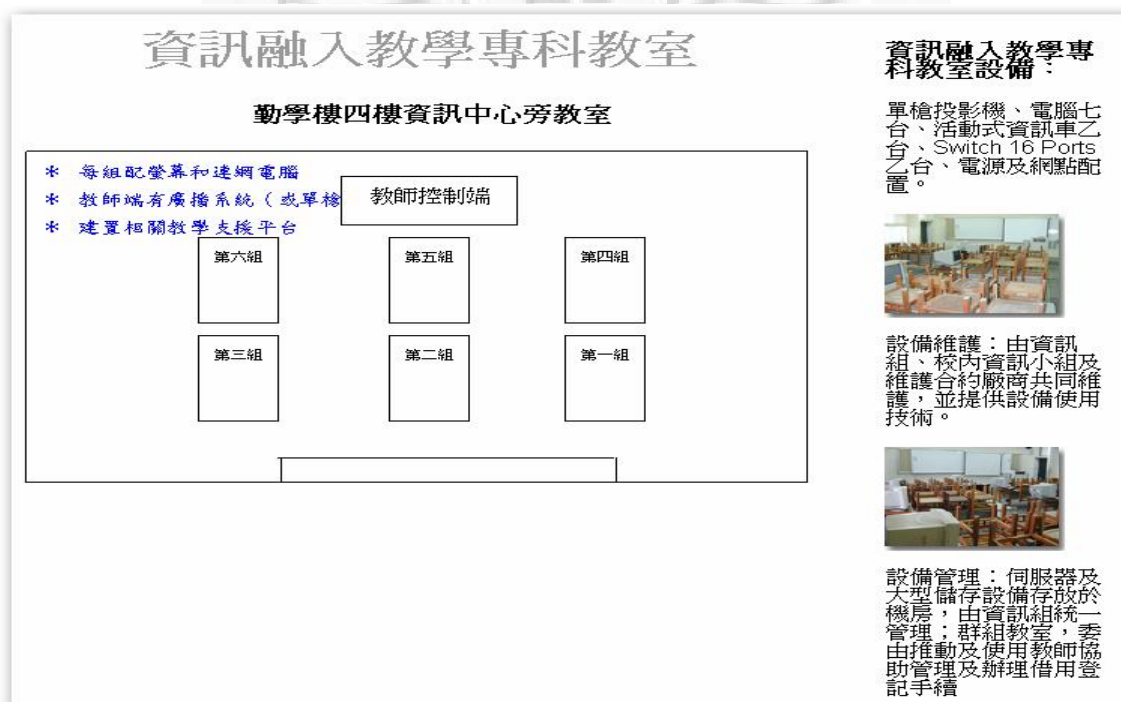 資訊融入教學專科教室
勤學樓四樓資訊中心旁教室
* 每組配螢幕和連網電腦
* 教師端有廣播系統（或單槍
* 建置相關教學支援平台
教師控制端
第六組
第五組
第四組
第三組
第二組
第一組
資訊融入教學專
科教室設備：
單槍投影機、電腦七
台、活動式資訊車乙
台、Switch 16 Ports
乙台、電源及網點配
置。
設備維護：由資訊
組、校內資訊小組及
維護合約廠商共同維
護，並提供設備使用
技術。
設備管理：伺服器及
大型儲存設備存放於
機房，由資訊組統一
管理；群組教室，委
由推動及使用教師協
助管理及辦理借用登
記手續